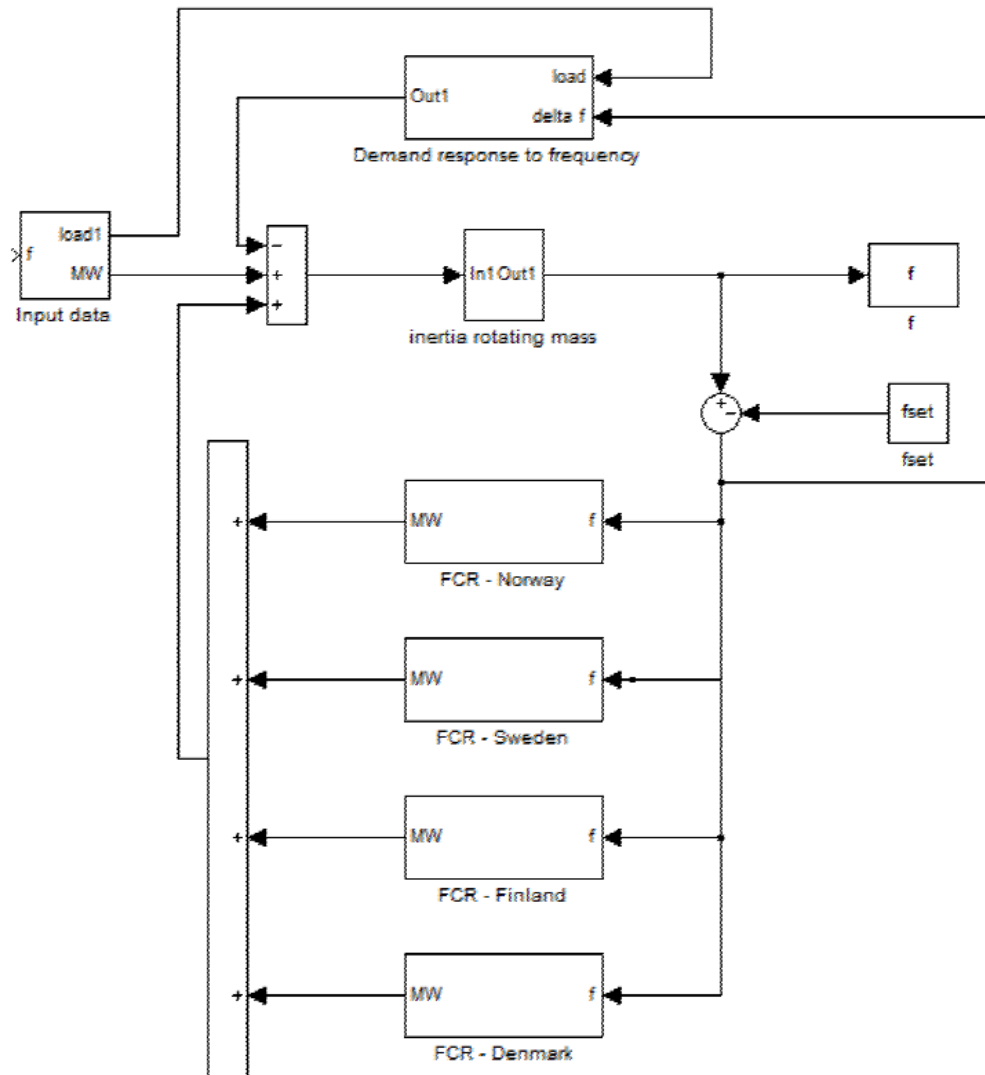 load
Out1
delta f
Demand response to frequency
load1
f
MW
Input data
−
+
+
In1 Out1
inertia rotating mass
f
f
+
−
fset
fset
+
MW
f
FCR - Norway
+
MW
f
FCR - Sweden
+
MW
f
FCR - Finland
+
MW
f
FCR - Denmark